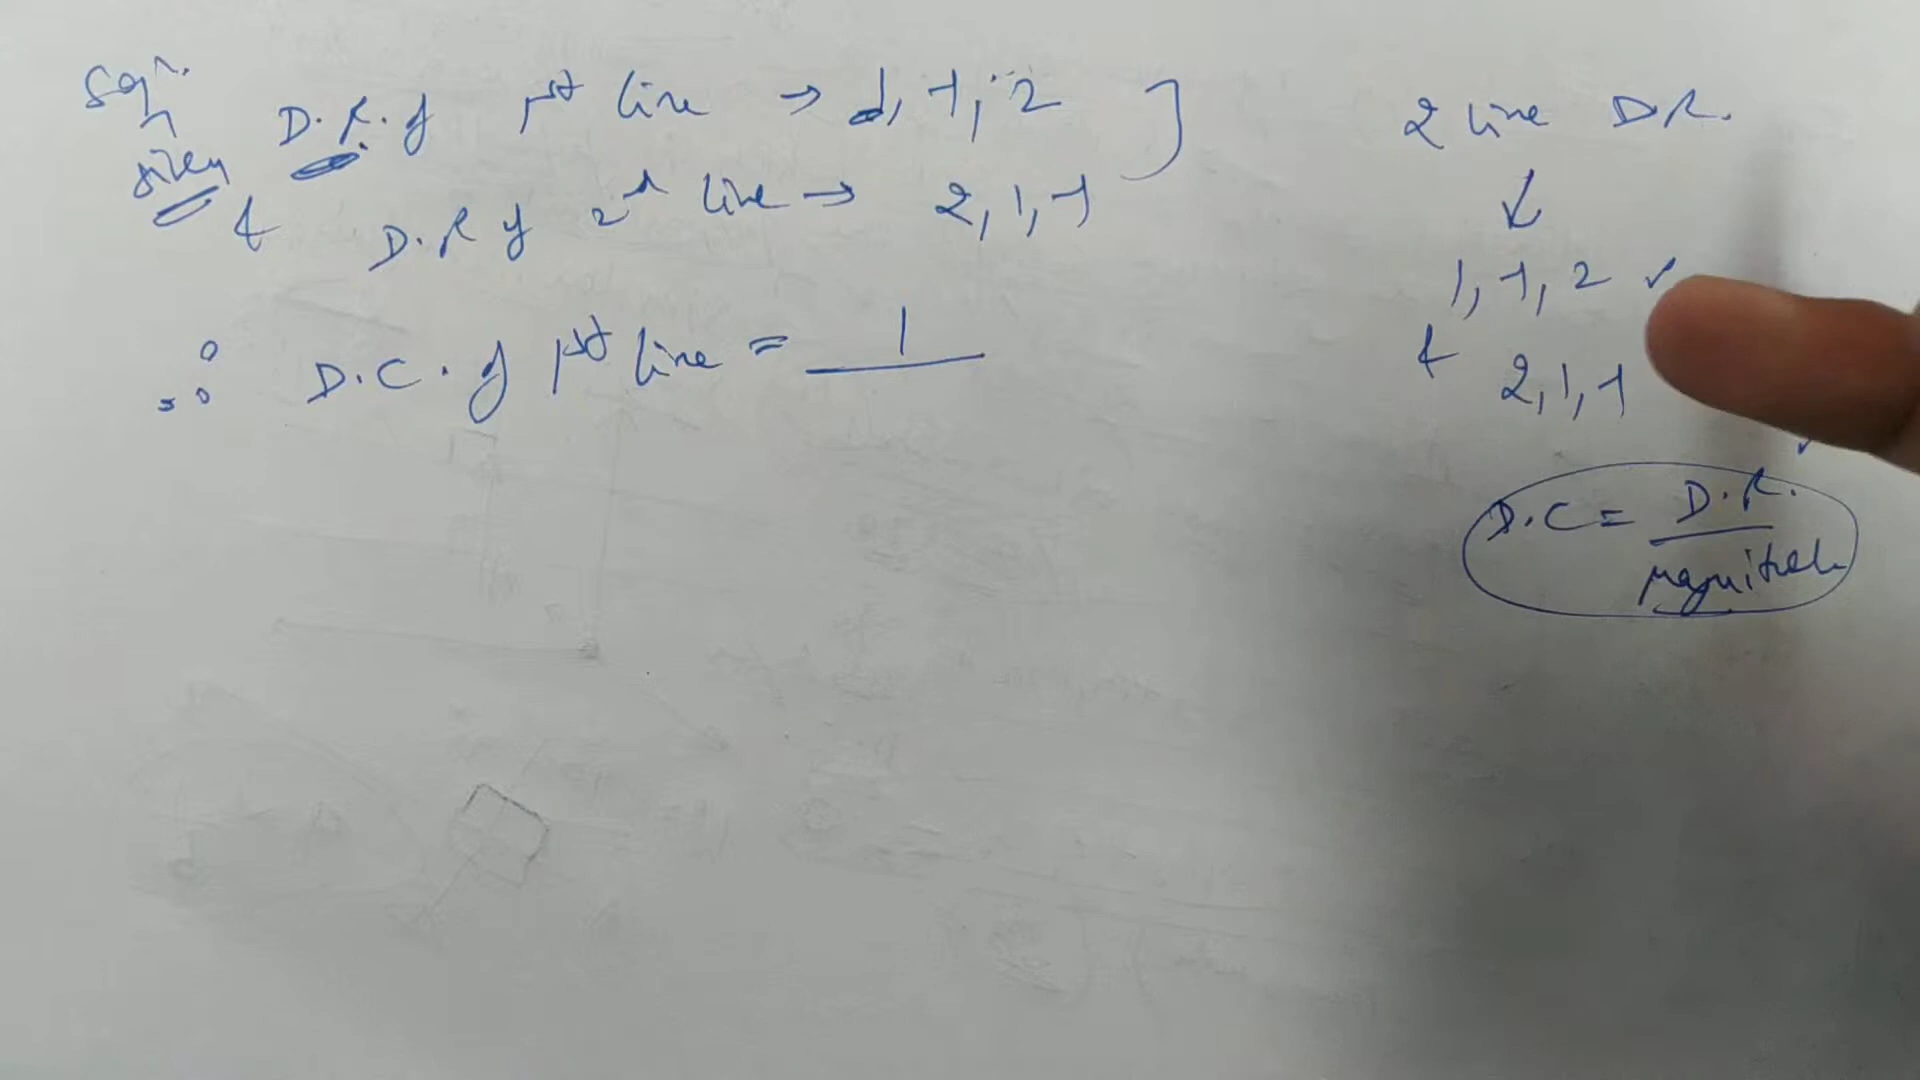 Solⁿ.
given D.R. of 1st line → 1, -1, 2
& D.R of 2nd line → 2, 1, -1
∴ D.C. of 1st line = 1
2 line D.R.
↓
1, -1, 2 ✓
& 2, 1, -1
D.C = D.R.
magnitude